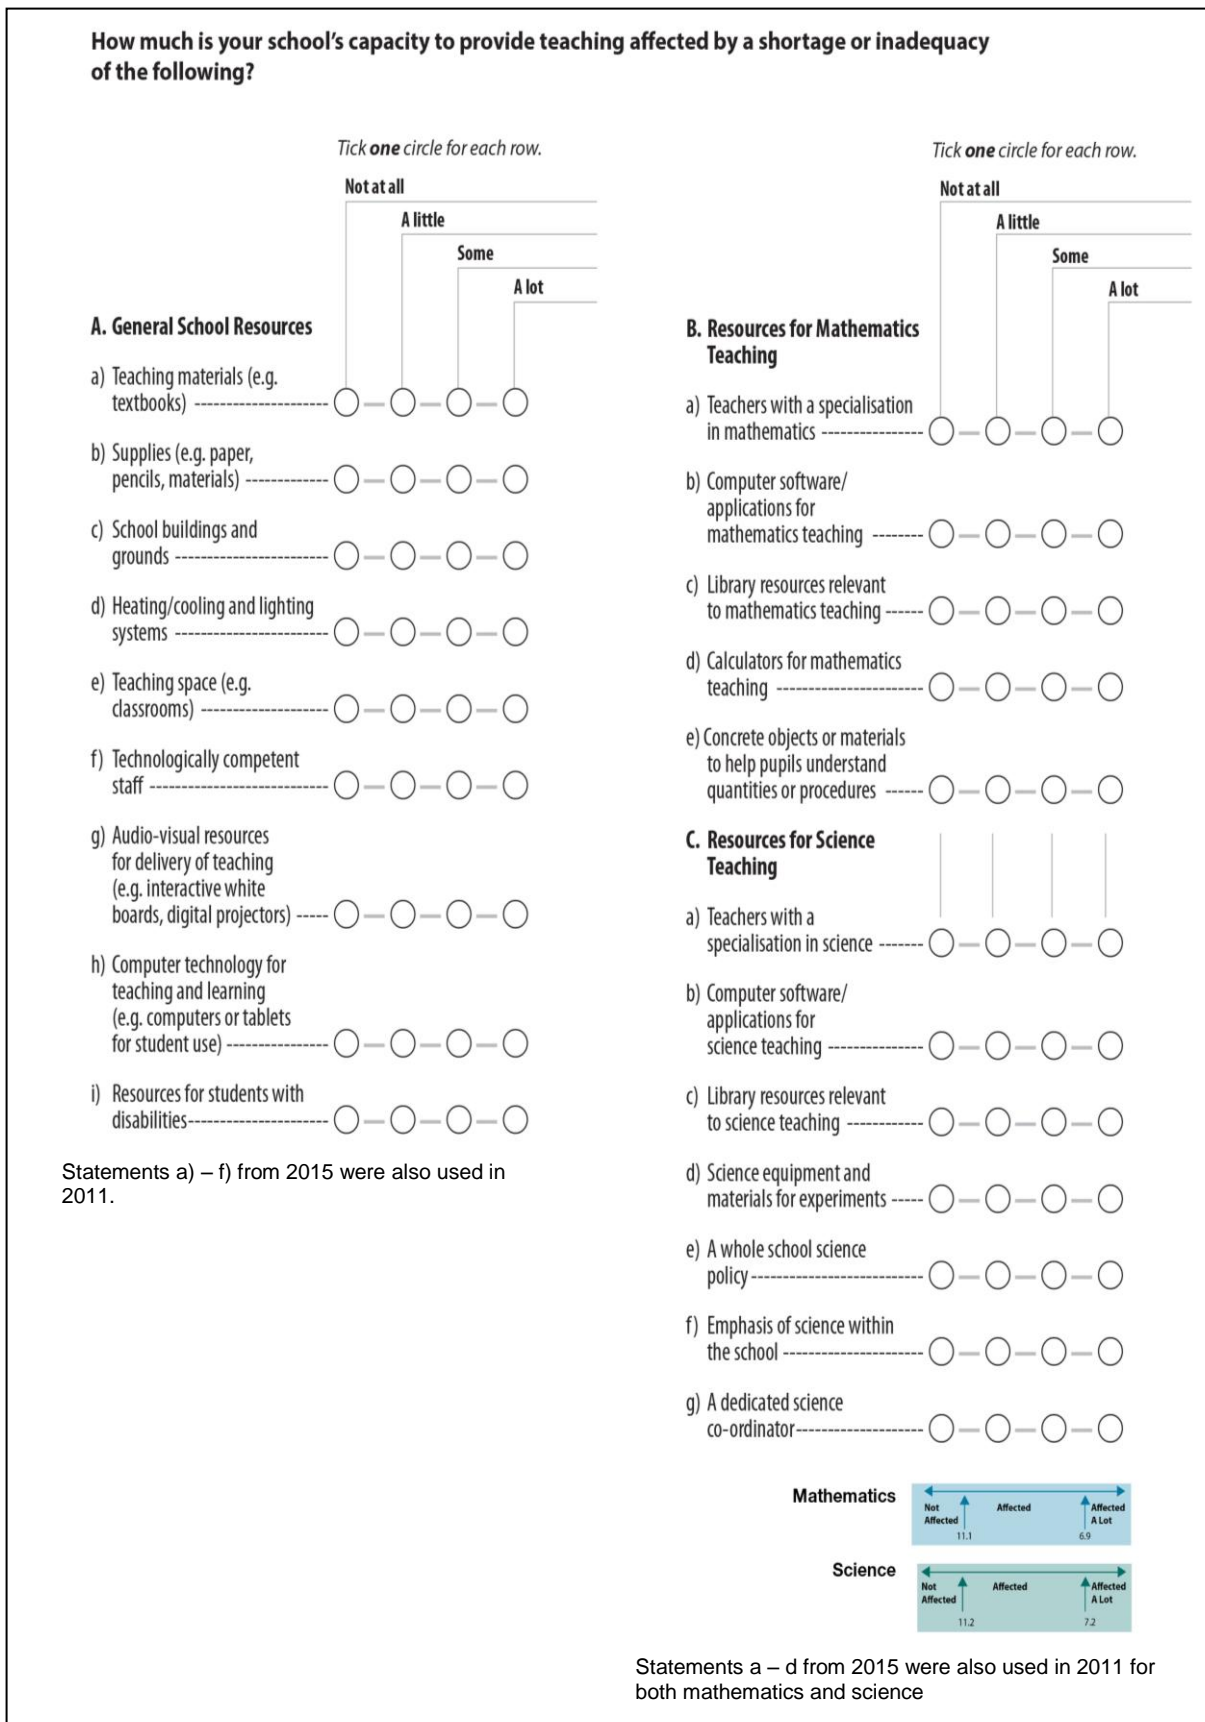 How much is your school's capacity to provide teaching affected by a shortage or inadequacy
of the following?
Tick one circle for each row.
Not at all
A little
Some
A lot
A. General School Resources
a) Teaching materials (e.g.
textbooks)
b) Supplies (e.g. paper,
pencils, materials)
c) School buildings and
grounds
d) Heating/cooling and lighting
systems
e) Teaching space (e.g.
classrooms)
f) Technologically competent
staff
g) Audio-visual resources
for delivery of teaching
(e.g. interactive white
boards, digital projectors)
h) Computer technology for
teaching and learning
(e.g. computers or tablets
for student use)
i) Resources for students with
disabilities
Statements a) – f) from 2015 were also used in
2011.
Tick one circle for each row.
Not at all
A little
Some
A lot
B. Resources for Mathematics
Teaching
a) Teachers with a specialisation
in mathematics
b) Computer software/
applications for
mathematics teaching
c) Library resources relevant
to mathematics teaching
d) Calculators for mathematics
teaching
e) Concrete objects or materials
to help pupils understand
quantities or procedures
C. Resources for Science
Teaching
a) Teachers with a
specialisation in science
b) Computer software/
applications for
science teaching
c) Library resources relevant
to science teaching
d) Science equipment and
materials for experiments
e) A whole school science
policy
f) Emphasis of science within
the school
g) A dedicated science
co-ordinator
Mathematics
Not Affected
Affected
Affected A Lot
11.1
6.9
Science
Not Affected
Affected
Affected A Lot
11.2
7.2
Statements a – d from 2015 were also used in 2011 for
both mathematics and science